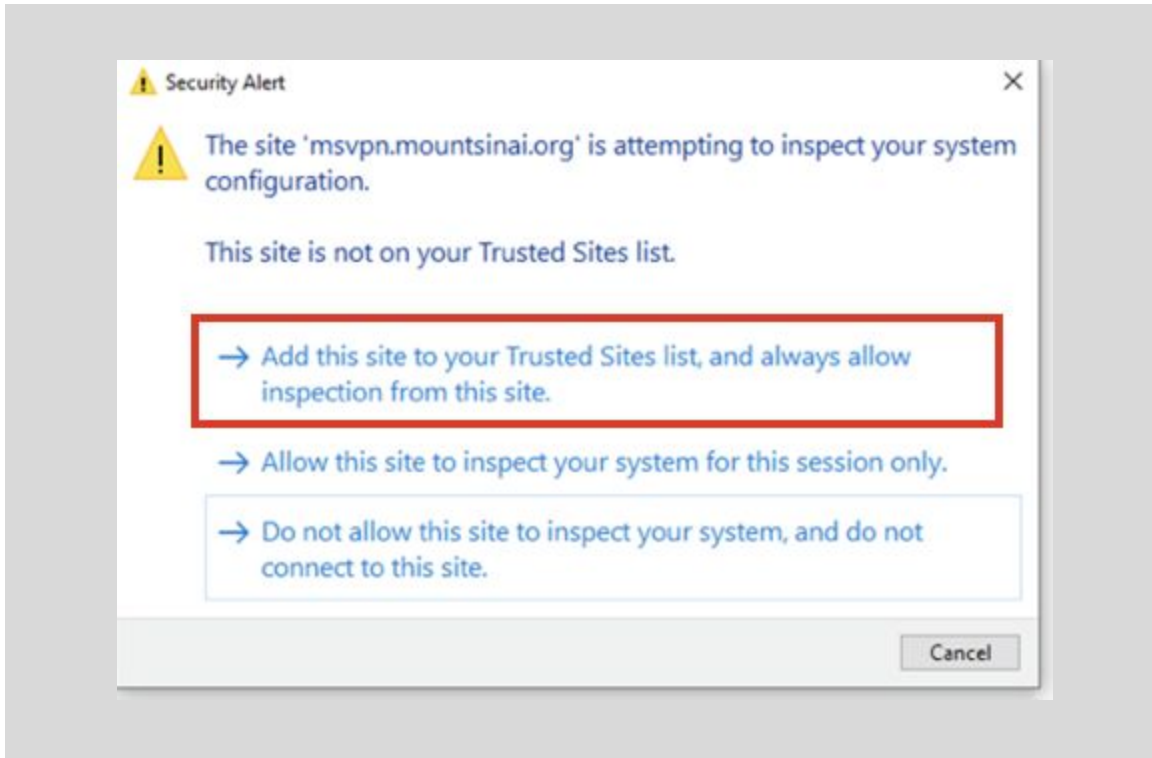 Security Alert
The site 'msvpn.mountsinai.org' is attempting to inspect your system
configuration.
This site is not on your Trusted Sites list.
Add this site to your Trusted Sites list, and always allow
inspection from this site.
Allow this site to inspect your system for this session only.
Do not allow this site to inspect your system, and do not
connect to this site.
Cancel